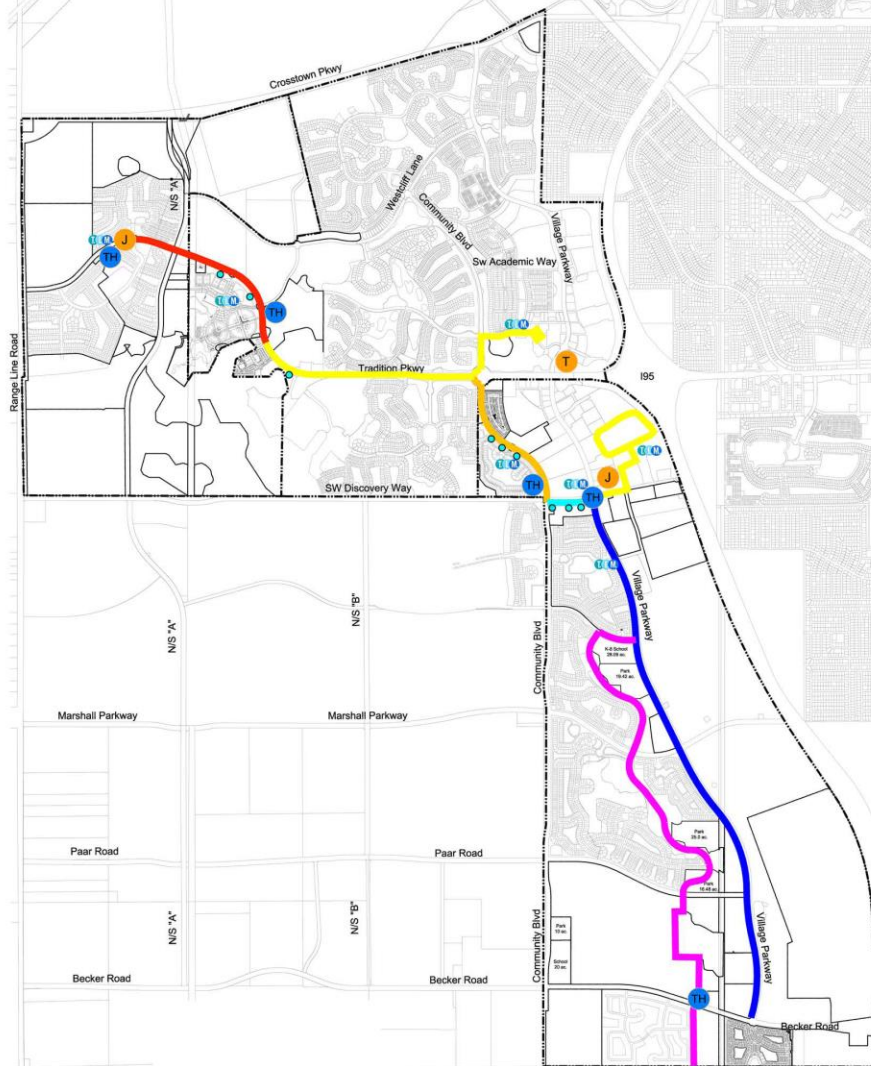 Crosstown Pkwy
N/S "A"
Westcliff Lane
Community Blvd
Village Parkway
Sw Academic Way
J
TH
TH
T
Range Line Road
Tradition Pkwy
I95
SW Discovery Way
TH
J
TH
N/S "A"
N/S "B"
Community Blvd
Village Parkway
K-8 School
Park
Marshall Parkway
Marshall Parkway
Paar Road
Paar Road
Park
Park
N/S "A"
N/S "B"
Community Blvd
Park
School
20 ac.
Village Parkway
Becker Road
Becker Road
TH
Becker Road